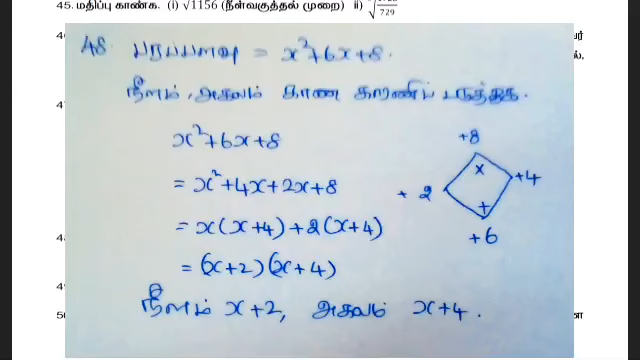 45. மதிப்பு காண்க. (i) √1156 (நீள்வகுத்தல் முறை) ii)
729
48 பரப்பளவு = x²+6x+8.
நீளம், அகலம் காண காரணிப் படுத்துக.
x²+6x+8
= x²+4x+2x+8
= x(x+4)+2(x+4)
= (x+2)(x+4)
+8
×
+ 2 +4
+
+6
நீளம் x+2, அகலம் x+4.